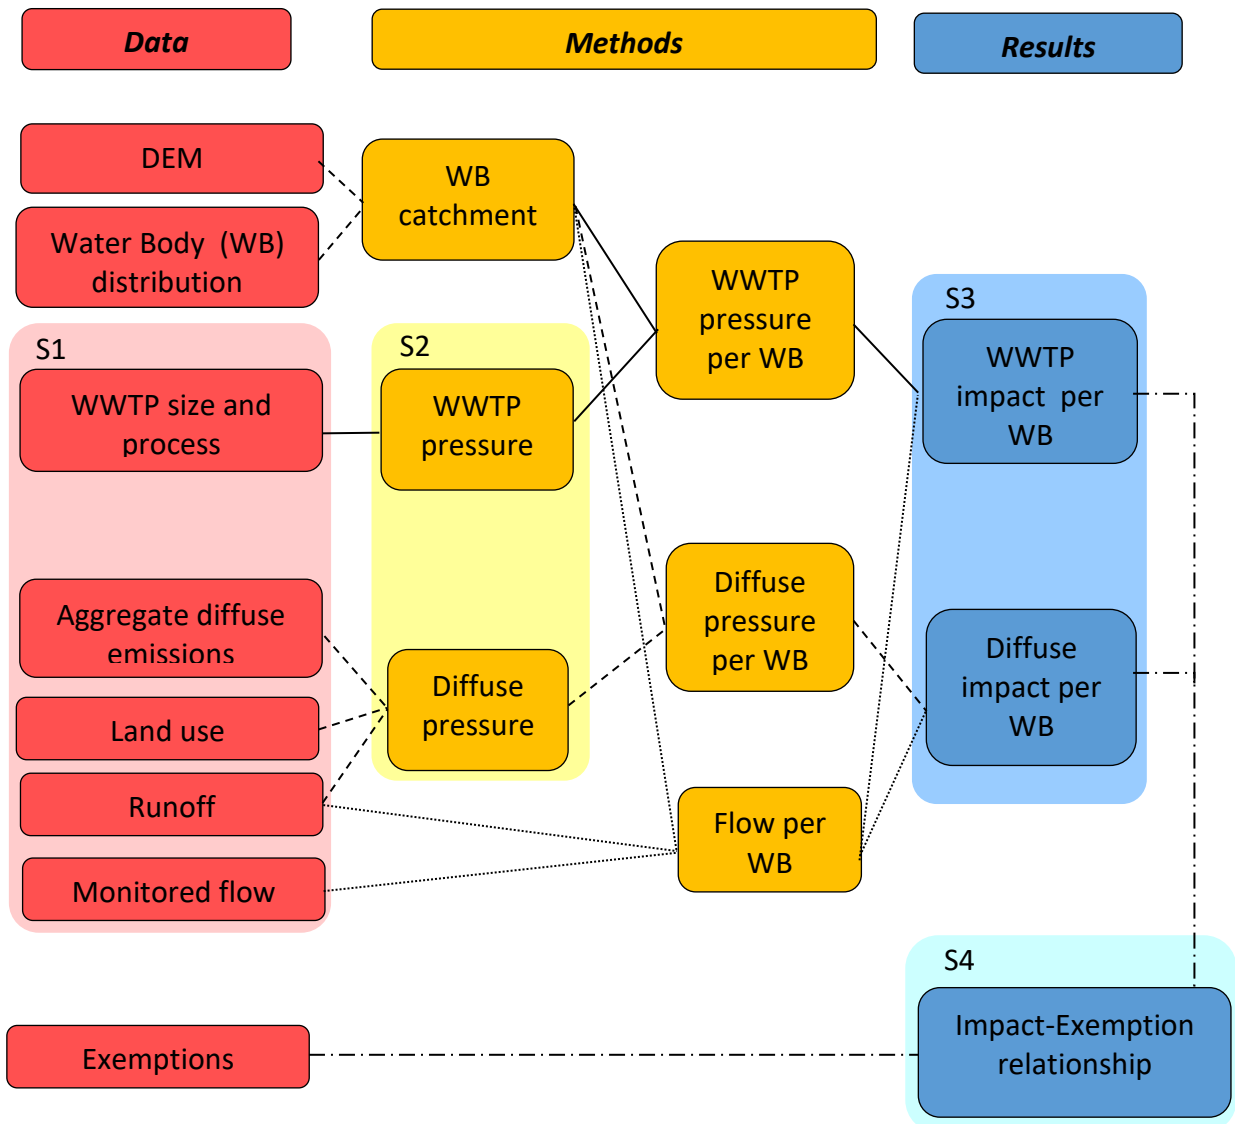 Data
Methods
Results
DEM
Water Body (WB)
distribution
WB
catchment
S1
WWTP size and
process
S2
WWTP
pressure
WWTP
pressure
per WB
S3
WWTP
impact per
WB
Aggregate diffuse
emissions
Land use
Runoff
Monitored flow
Diffuse
pressure
Diffuse
pressure
per WB
Flow per
WB
Diffuse
impact per
WB
S4
Impact-Exemption
relationship
Exemptions